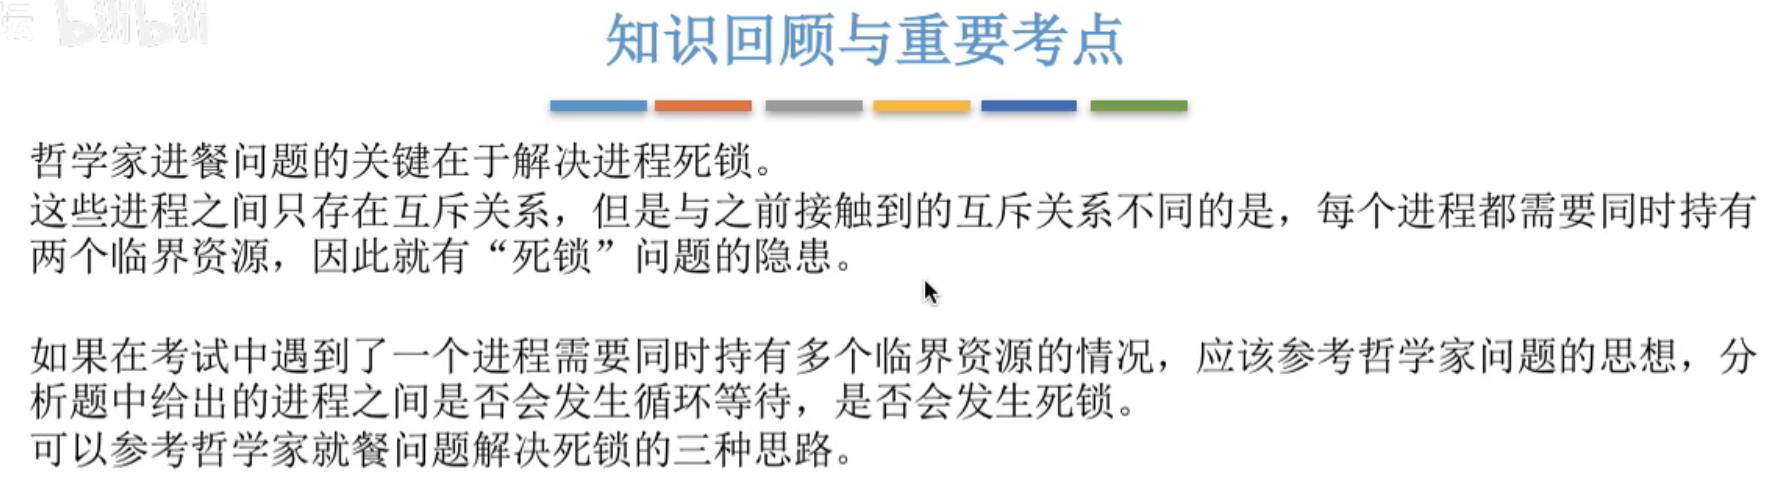 坛 bilibili
知识回顾与重要考点
哲学家进餐问题的关键在于解决进程死锁。
这些进程之间只存在互斥关系，但是与之前接触到的互斥关系不同的是，每个进程都需要同时持有
两个临界资源，因此就有“死锁”问题的隐患。
如果在考试中遇到了一个进程需要同时持有多个临界资源的情况，应该参考哲学家问题的思想，分
析题中给出的进程之间是否会发生循环等待，是否会发生死锁。
可以参考哲学家就餐问题解决死锁的三种思路。